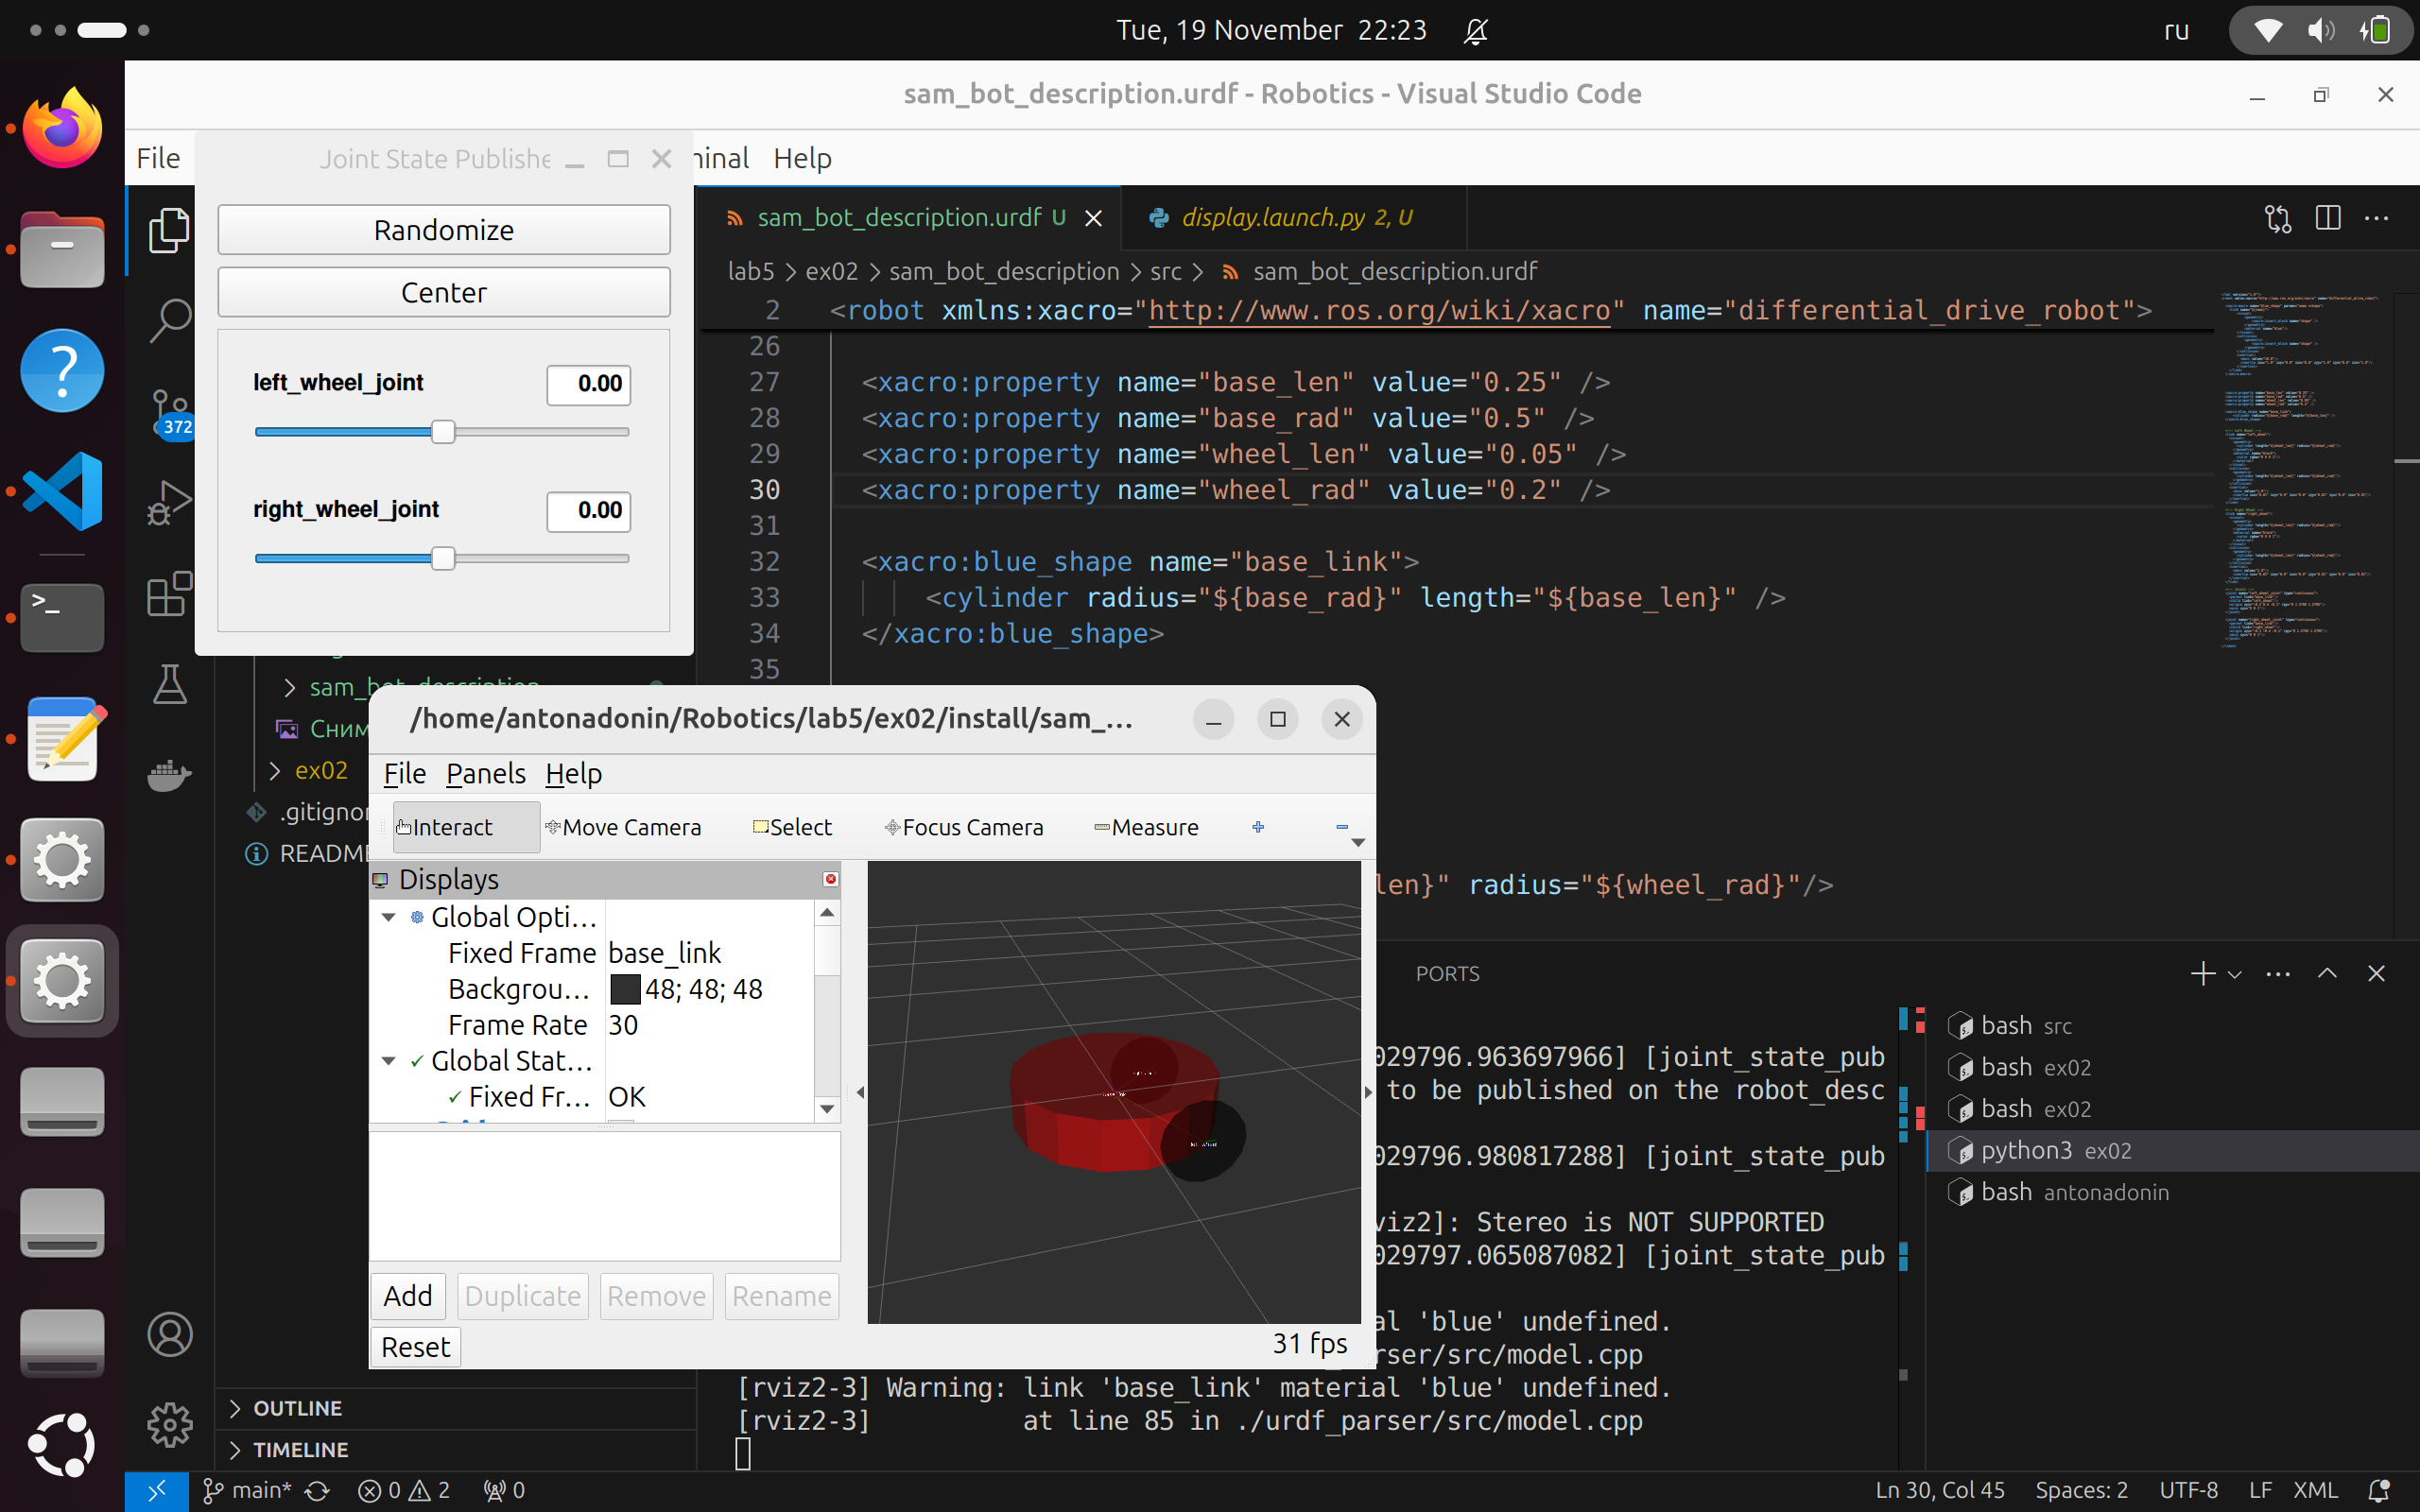 Tue, 19 November 22:23
ru
sam_bot_description.urdf - Robotics - Visual Studio Code
File
minal Help
Joint State Publishe
Randomize
Center
left_wheel_joint 0.00
right_wheel_joint 0.00
372
sam_bot_description.urdf U
display.launch.py 2, U
lab5 > ex02 > sam_bot_description > src > sam_bot_description.urdf
2 <robot xmlns:xacro="http://www.ros.org/wiki/xacro" name="differential_drive_robot">
26
27 <xacro:property name="base_len" value="0.25" />
28 <xacro:property name="base_rad" value="0.5" />
29 <xacro:property name="wheel_len" value="0.05" />
30 <xacro:property name="wheel_rad" value="0.2" />
31
32 <xacro:blue_shape name="base_link">
33 <cylinder radius="${base_rad}" length="${base_len}" />
34 </xacro:blue_shape>
35
len}" radius="${wheel_rad}"/>
sam_bot_description
Сним
ex02
.gitignor
README
OUTLINE
TIMELINE
/home/antonadonin/Robotics/lab5/ex02/install/sam_...
File Panels Help
Interact Move Camera Select Focus Camera Measure
Displays
Global Opti...
Fixed Frame base_link
Backgrou... 48; 48; 48
Frame Rate 30
Global Stat...
Fixed Fr... OK
Add Duplicate Remove Rename
Reset
31 fps
PORTS
029796.963697966] [joint_state_pub
to be published on the robot_desc
029796.980817288] [joint_state_pub
viz2]: Stereo is NOT SUPPORTED
029797.065087082] [joint_state_pub
al 'blue' undefined.
rser/src/model.cpp
[rviz2-3] Warning: link 'base_link' material 'blue' undefined.
[rviz2-3] at line 85 in ./urdf_parser/src/model.cpp
bash src
bash ex02
bash ex02
python3 ex02
bash antonadonin
main* 0 2 0
Ln 30, Col 45 Spaces: 2 UTF-8 LF XML